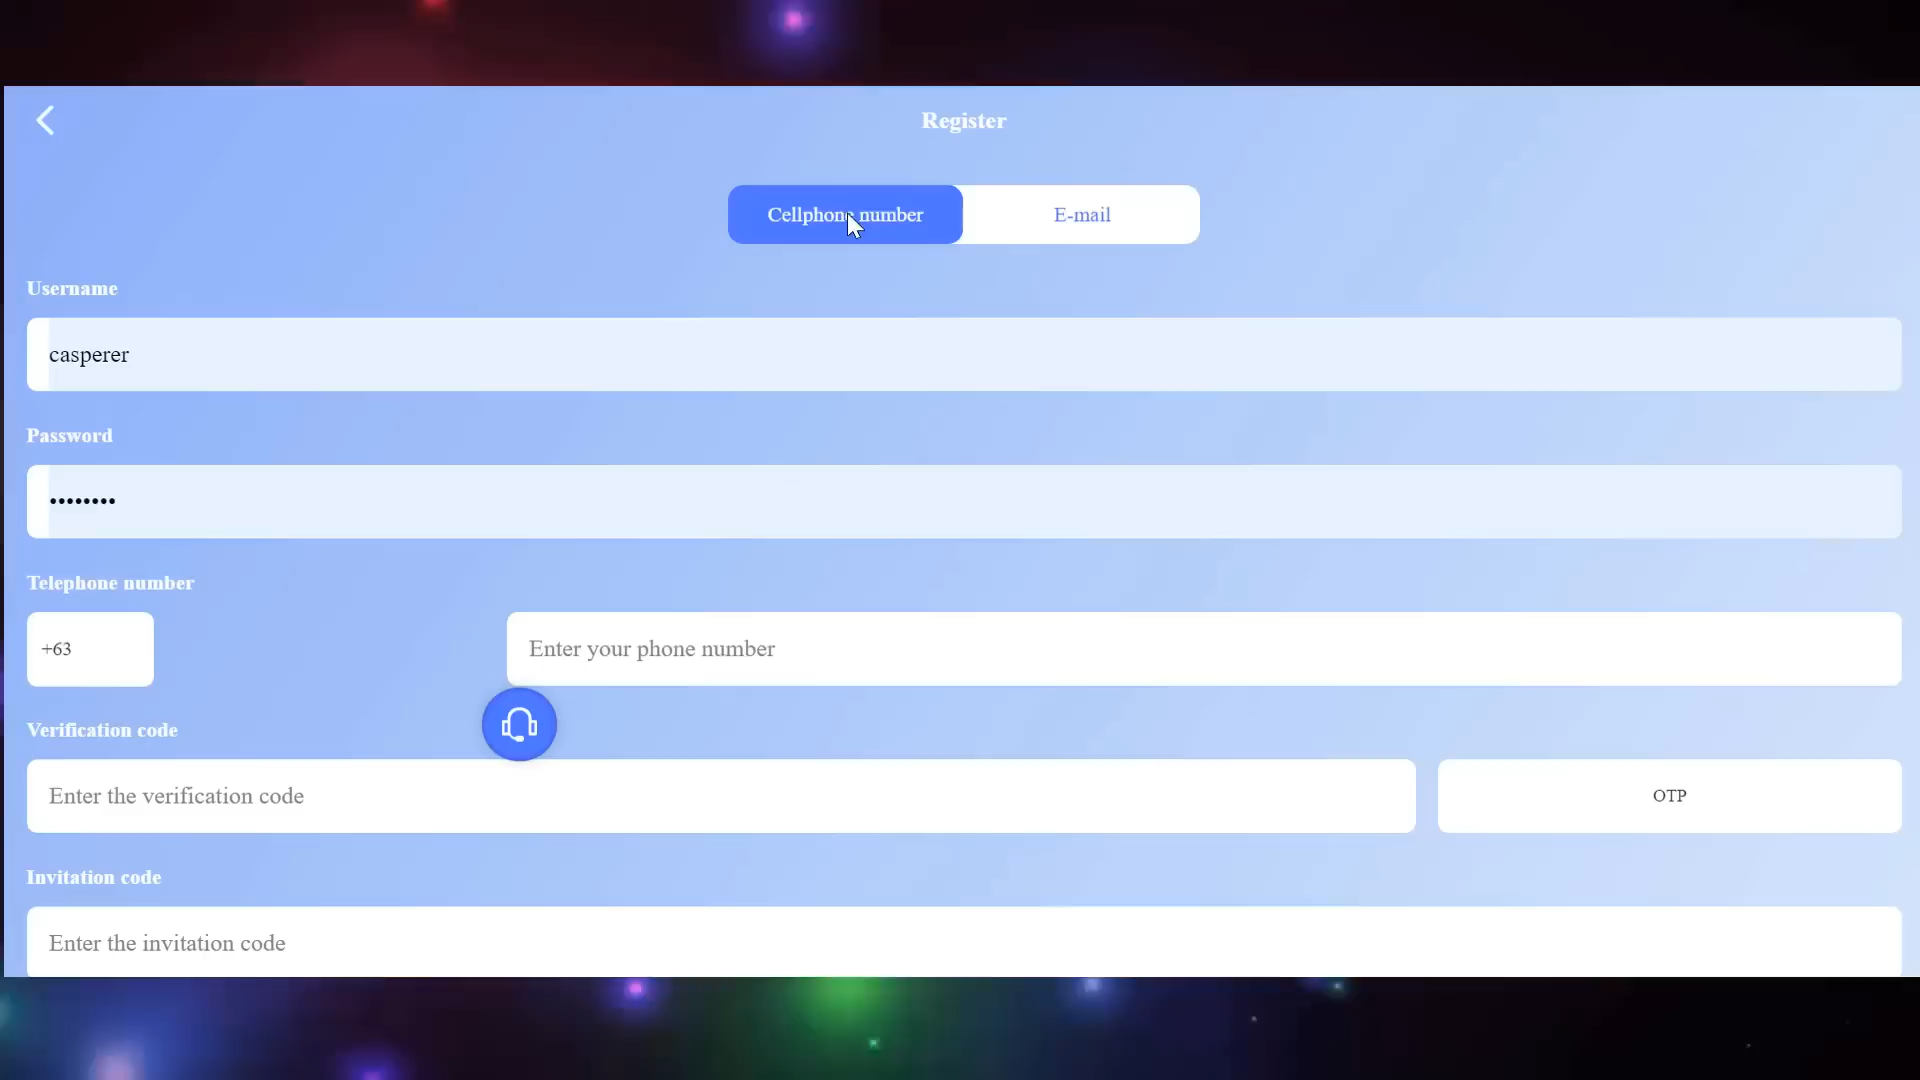 Register
Cellphone number
E-mail
Username
casperer
Password
••••••••
Telephone number
+63
Enter your phone number
Verification code
Enter the verification code
OTP
Invitation code
Enter the invitation code